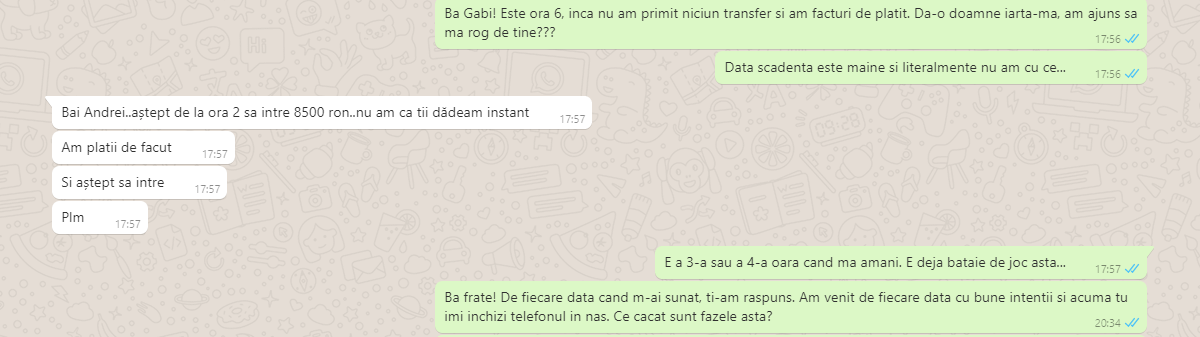 Ba Gabi! Este ora 6, inca nu am primit niciun transfer si am facturi de platit. Da-o doamne iarta-ma, am ajuns sa
ma rog de tine???
17:56
Data scadenta este maine si literalmente nu am cu ce...
17:56
Bai Andrei..aștept de la ora 2 sa intre 8500 ron..nu am ca tii dădeam instant
17:57
Am platii de facut
17:57
Si aștept sa intre
17:57
Plm
17:57
E a 3-a sau a 4-a oara cand ma amani. E deja bataie de joc asta...
17:57
Ba frate! De fiecare data cand m-ai sunat, ti-am raspuns. Am venit de fiecare data cu bune intentii si acuma tu
imi inchizi telefonul in nas. Ce cacat sunt fazele asta?
20:34